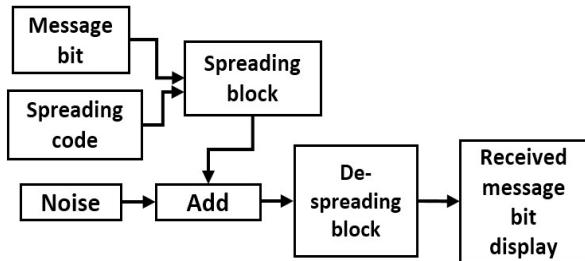 Message
bit
Spreading
block
Spreading
code
Noise
Add
De-
spreading
block
Received
message
bit
display